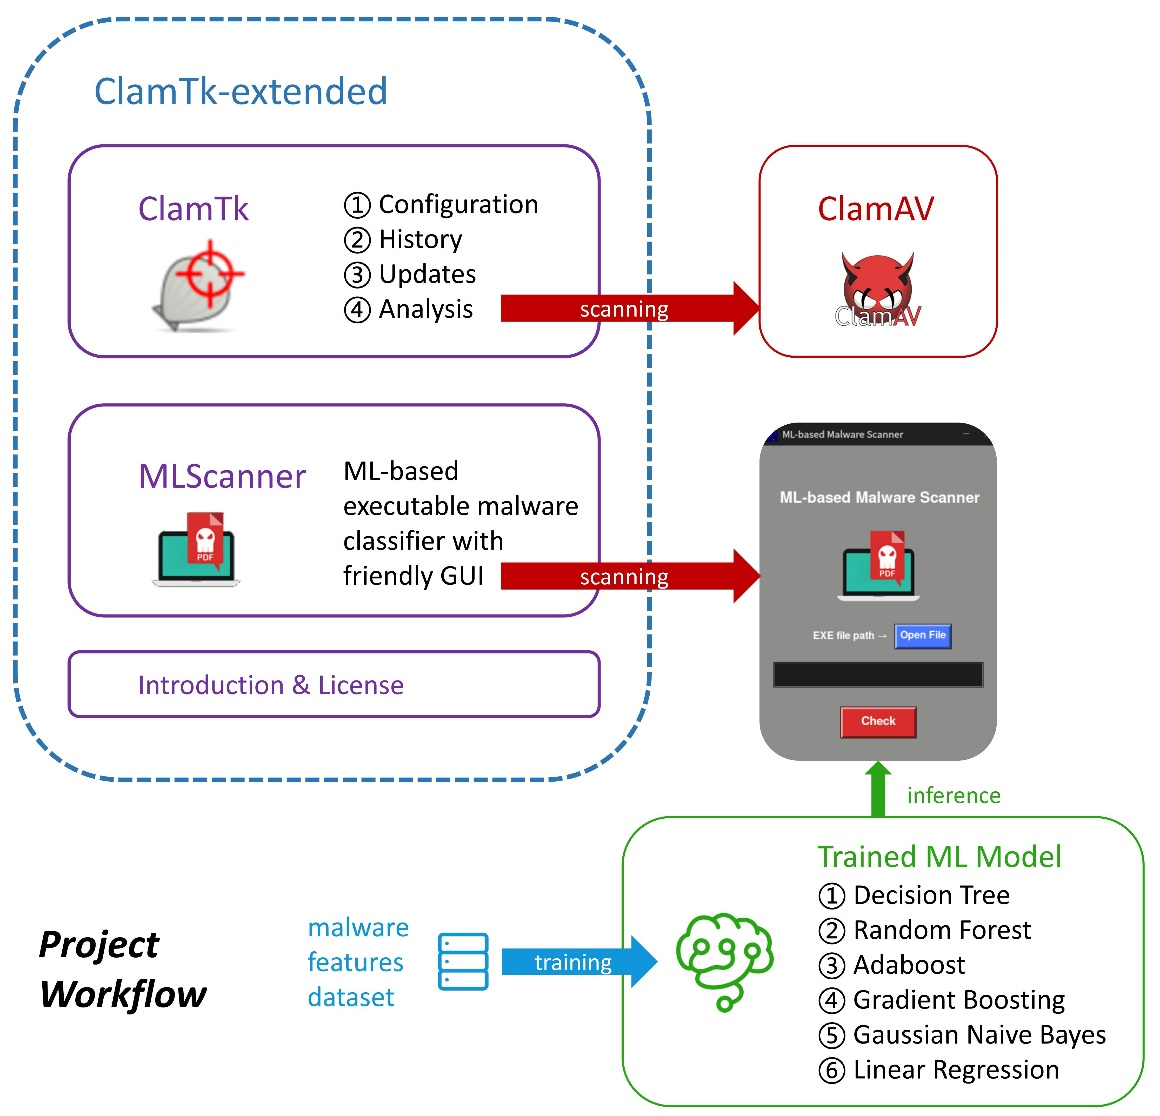 ClamTk-extended
ClamTk
① Configuration
② History
③ Updates
④ Analysis
scanning
ClamAV
ClamAV
MLScanner
PDF
ML-based
executable malware
classifier with
friendly GUI
scanning
ML-based Malware Scanner
ML-based Malware Scanner
PDF
EXE file path →
Open File
Check
Introduction & License
inference
Trained ML Model
① Decision Tree
② Random Forest
③ Adaboost
④ Gradient Boosting
⑤ Gaussian Naive Bayes
⑥ Linear Regression
Project
Workflow
malware
features
dataset
training